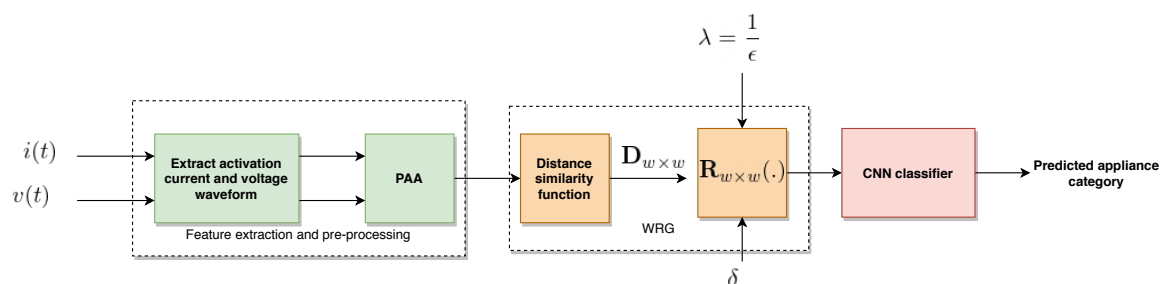 λ = 1/ϵ
i(t)
v(t)
Extract activation
current and voltage
waveform
PAA
Feature extraction and pre-processing
Distance
similarity
function
D_{w×w}
R_{w×w}(.)
WRG
δ
CNN classifier
Predicted appliance
category